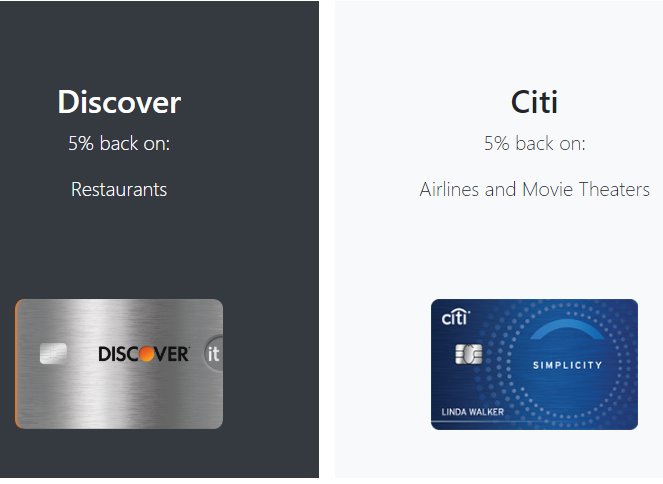 Discover
5% back on:
Restaurants
DISCOVER
it
Citi
5% back on:
Airlines and Movie Theaters
citi
SIMPLICITY
LINDA WALKER